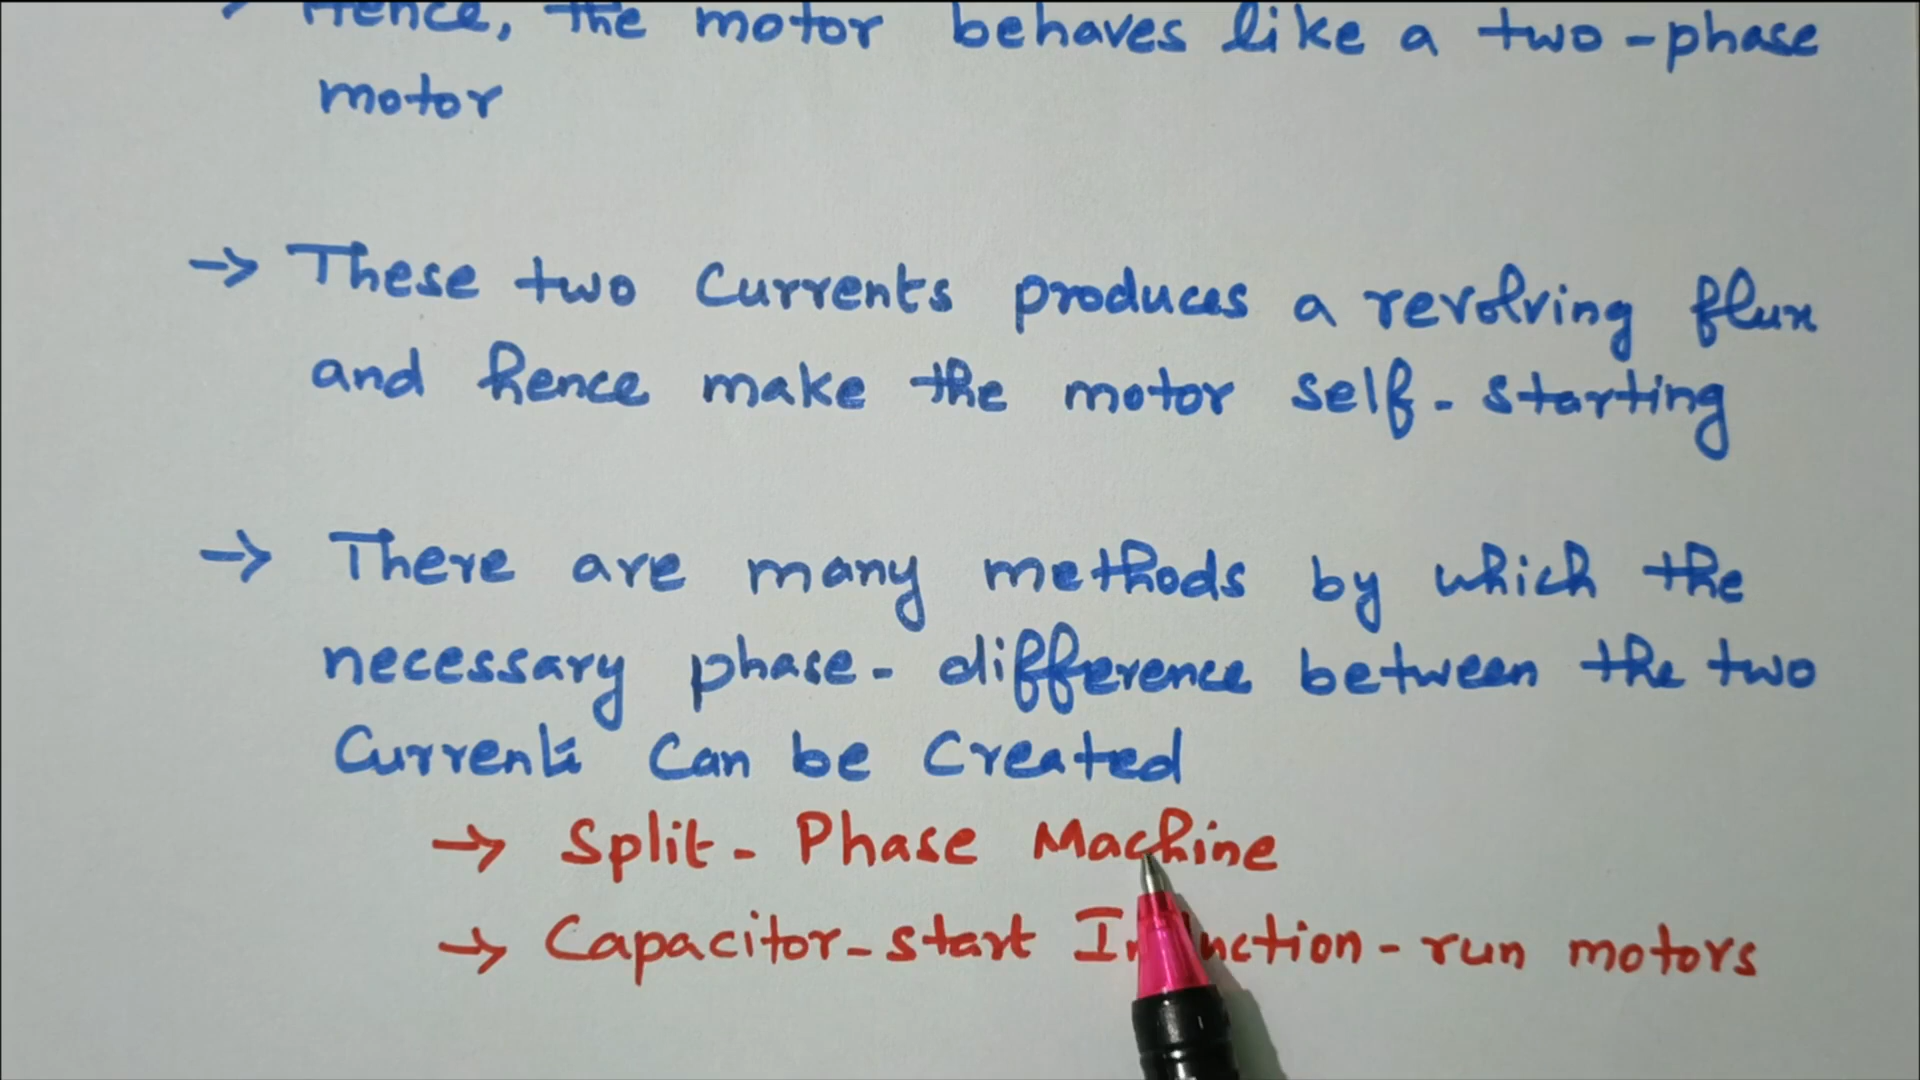 → Hence, the motor behaves like a two-phase
motor
→ These two Currents produces a revolving flux
and hence make the motor self-starting
→ There are many methods by which the
necessary phase-difference between the two
Currents can be Created
→ Split-Phase Machine
→ Capacitor-start Induction-run motors